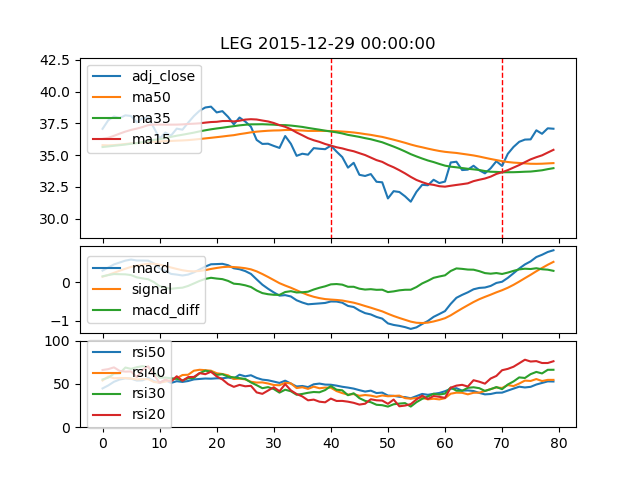 LEG 2015-12-29 00:00:00
42.5
40.0
37.5
35.0
32.5
30.0
adj_close
ma50
ma35
ma15
0
−1
macd
signal
macd_diff
100
50
0
rsi50
rsi40
rsi30
rsi20
0 10 20 30 40 50 60 70 80